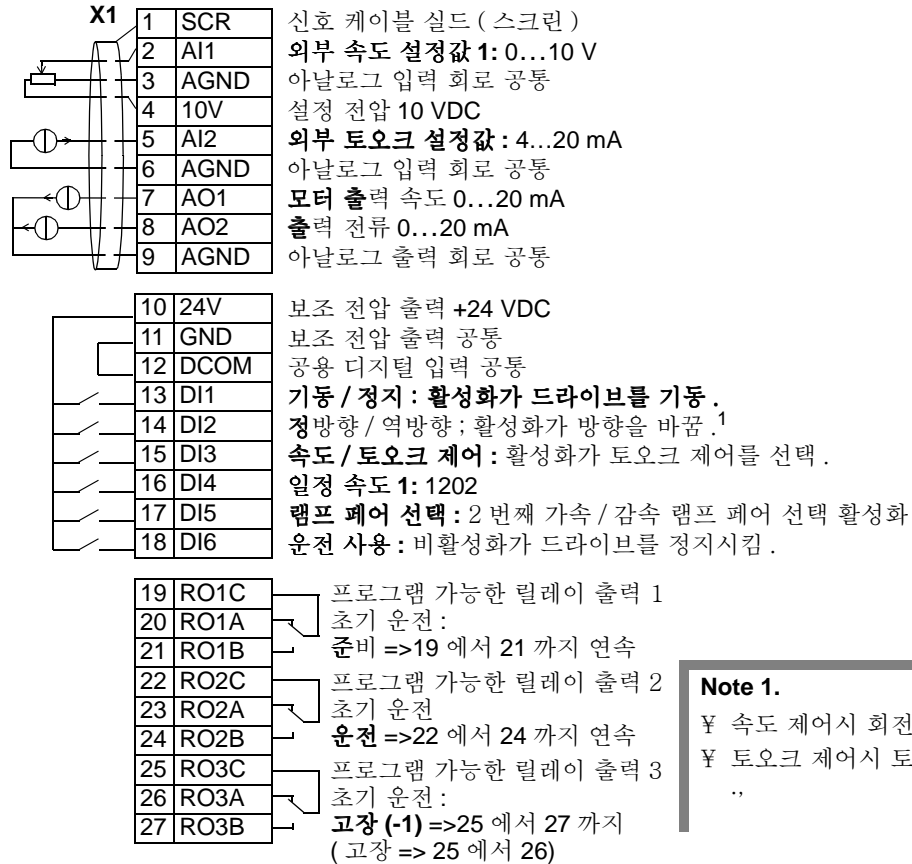 X1
1 SCR 신호 케이블 실드 ( 스크린 )
2 AI1 외부 속도 설정값 1: 0…10 V
3 AGND 아날로그 입력 회로 공통
4 10V 설정 전압 10 VDC
5 AI2 외부 토오크 설정값 : 4…20 mA
6 AGND 아날로그 입력 회로 공통
7 AO1 모터 출력 속도 0…20 mA
8 AO2 출력 전류 0…20 mA
9 AGND 아날로그 출력 회로 공통
10 24V 보조 전압 출력 +24 VDC
11 GND 보조 전압 출력 공통
12 DCOM 공용 디지털 입력 공통
13 DI1 기동 / 정지 : 활성화가 드라이브를 기동 .
14 DI2 정방향 / 역방향 ; 활성화가 방향을 바꿈 .1
15 DI3 속도 / 토오크 제어 : 활성화가 토오크 제어를 선택 .
16 DI4 일정 속도 1: 1202
17 DI5 램프 페어 선택 : 2 번째 가속 / 감속 램프 페어 선택 활성화
18 DI6 운전 사용 : 비활성화가 드라이브를 정지시킴 .
19 RO1C 프로그램 가능한 릴레이 출력 1
20 RO1A 초기 운전 :
21 RO1B 준비 =>19 에서 21 까지 연속
22 RO2C 프로그램 가능한 릴레이 출력 2
23 RO2A 초기 운전
24 RO2B 운전 =>22 에서 24 까지 연속
25 RO3C 프로그램 가능한 릴레이 출력 3
26 RO3A 초기 운전 :
27 RO3B 고장 (-1) =>25 에서 27 까지
( 고장 => 25 에서 26)
Note 1.
¥ 속도 제어시 회전
¥ 토오크 제어시 토
.,